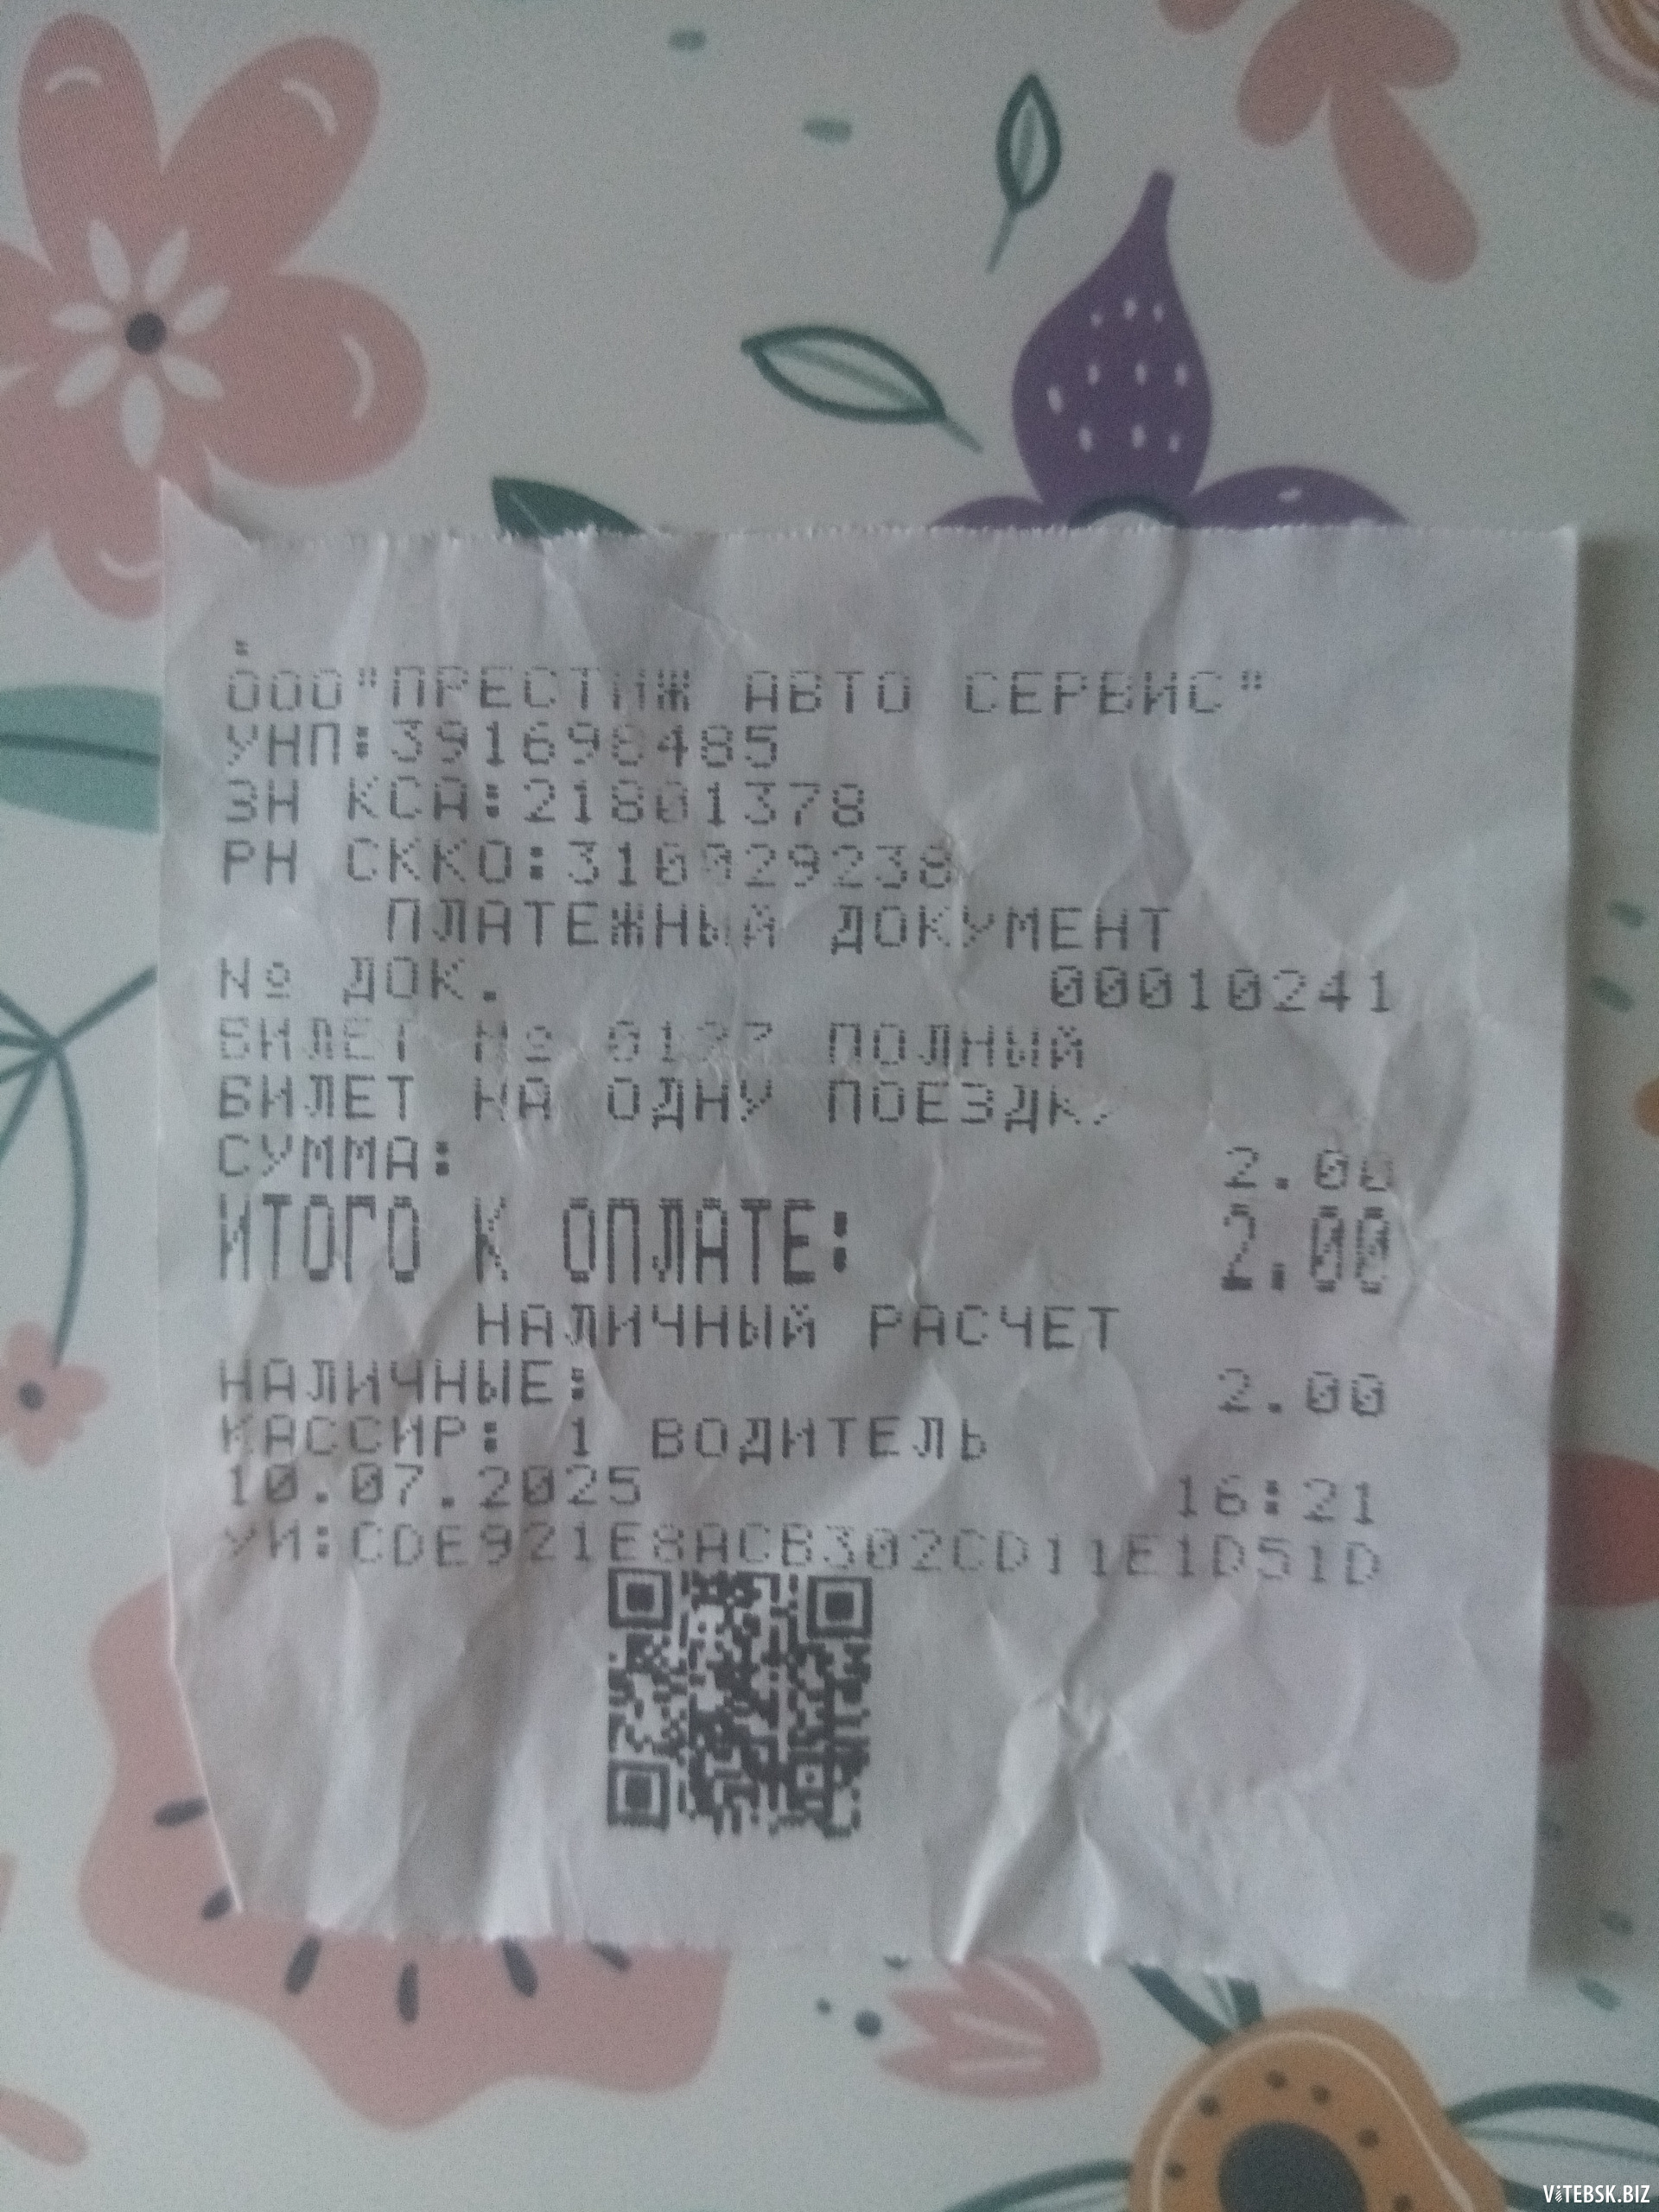 ООО"ПРЕСТИЖ АВТО СЕРВИС"
УНП:391696485
ЗН КСА:21801378
РН СККО:310029238
ПЛАТЕЖНЫЙ ДОКУМЕНТ
№ ДОК. 00010241
БИЛЕТ № ПОЛНЫЙ
БИЛЕТ НА ОДНУ ПОЕЗДКУ
СУММА: 2.00
ИТОГО К ОПЛАТЕ: 2.00
НАЛИЧНЫЙ РАСЧЕТ
НАЛИЧНЫЕ: 2.00
КАССИР: 1 ВОДИТЕЛЬ
10.07.2025 16:21
УИ:CDE921E8ACB302CD11E1D51D
VITEBSK.BIZ